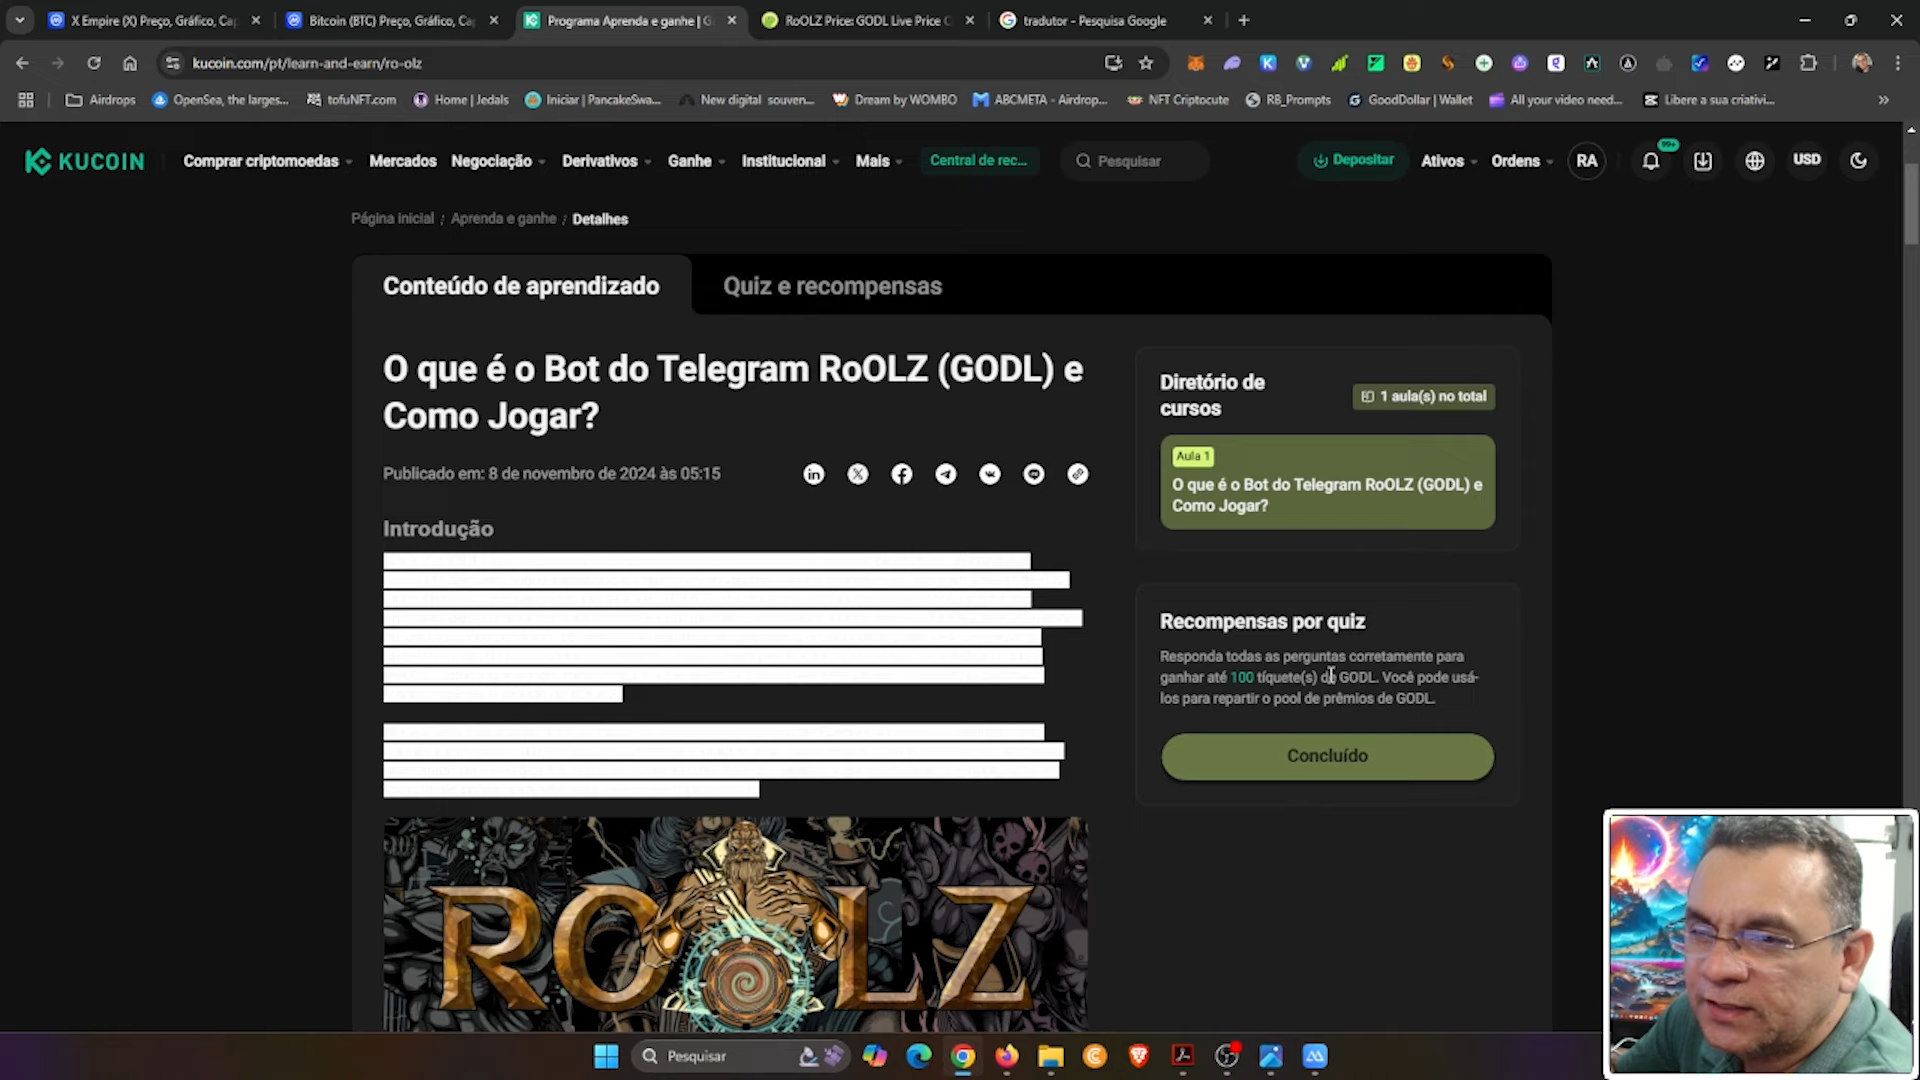 X Empire (X) Preço, Gráfico, Ca
Bitcoin (BTC) Preço, Gráfico, Ca
Programa Aprenda e ganhe | G
RoOLZ Price: GODL Live Price C
tradutor - Pesquisa Google
kucoin.com/pt/learn-and-earn/ro-olz
Airdrops
OpenSea, the larges...
tofuNFT.com
Home | Jedals
Iniciar | PancakeSwa...
New digital souven...
Dream by WOMBO
ABCMETA - Airdrop...
NFT Criptocute
RB_Prompts
GoodDollar | Wallet
All your video need...
Libere a sua criativi...
KUCOIN
Comprar criptomoedas
Mercados
Negociação
Derivativos
Ganhe
Institucional
Mais
Central de rec...
Pesquisar
Depositar
Ativos
Ordens
RA
99+
USD
Página inicial / Aprenda e ganhe / Detalhes
Conteúdo de aprendizado
Quiz e recompensas
O que é o Bot do Telegram RoOLZ (GODL) e
Como Jogar?
Publicado em: 8 de novembro de 2024 às 05:15
Introdução
ROOLZ
Diretório de
cursos
1 aula(s) no total
Aula 1
O que é o Bot do Telegram RoOLZ (GODL) e
Como Jogar?
Recompensas por quiz
Responda todas as perguntas corretamente para
ganhar até 100 tíquete(s) de GODL. Você pode usá-
los para repartir o pool de prêmios de GODL.
Concluído
Pesquisar